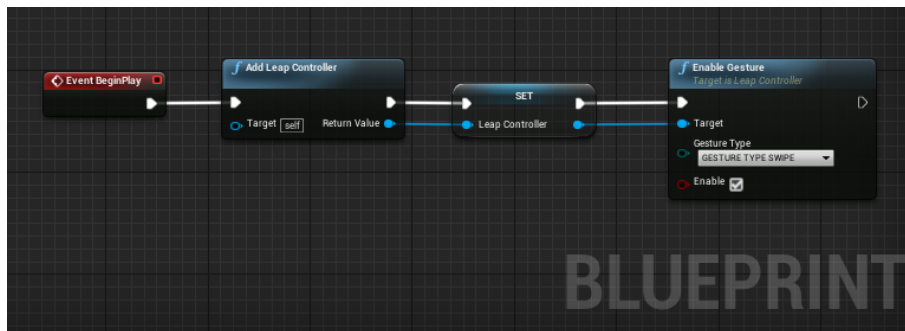 Event BeginPlay
f Add Leap Controller
Target self Return Value
SET
Leap Controller
f Enable Gesture
Target is Leap Controller
Target
Gesture Type
GESTURE TYPE SWIPE
Enable
BLUEPRINT